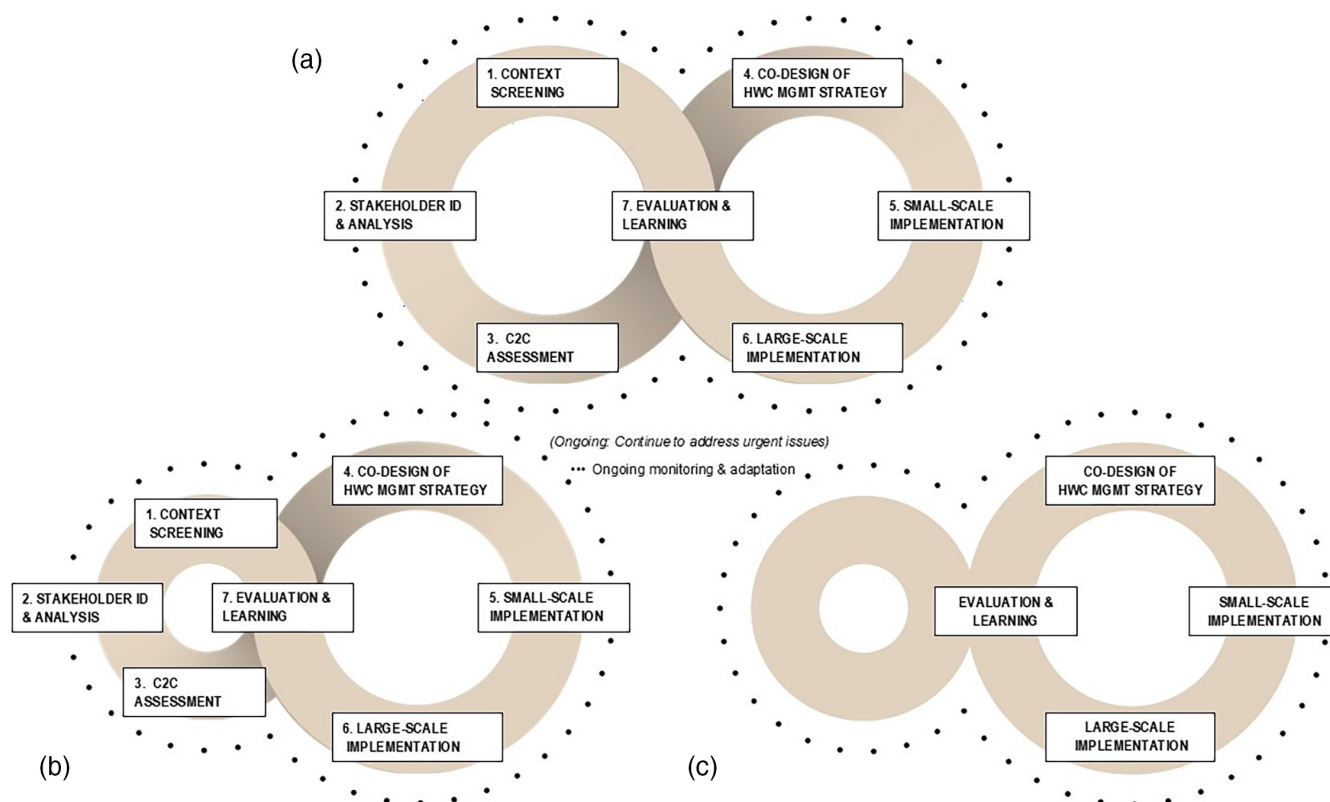 (a)
1. CONTEXT
SCREENING
4. CO-DESIGN OF
HWC MGMT STRATEGY
2. STAKEHOLDER ID
& ANALYSIS
7. EVALUATION &
LEARNING
5. SMALL-SCALE
IMPLEMENTATION
3. C2C
ASSESSMENT
6. LARGE-SCALE
IMPLEMENTATION
(Ongoing: Continue to address urgent issues)
••• Ongoing monitoring & adaptation
4. CO-DESIGN OF
HWC MGMT STRATEGY
1. CONTEXT
SCREENING
2. STAKEHOLDER ID
& ANALYSIS
7. EVALUATION &
LEARNING
5. SMALL-SCALE
IMPLEMENTATION
3. C2C
ASSESSMENT
6. LARGE-SCALE
IMPLEMENTATION
(b)
CO-DESIGN OF
HWC MGMT STRATEGY
EVALUATION &
LEARNING
SMALL-SCALE
IMPLEMENTATION
LARGE-SCALE
IMPLEMENTATION
(c)